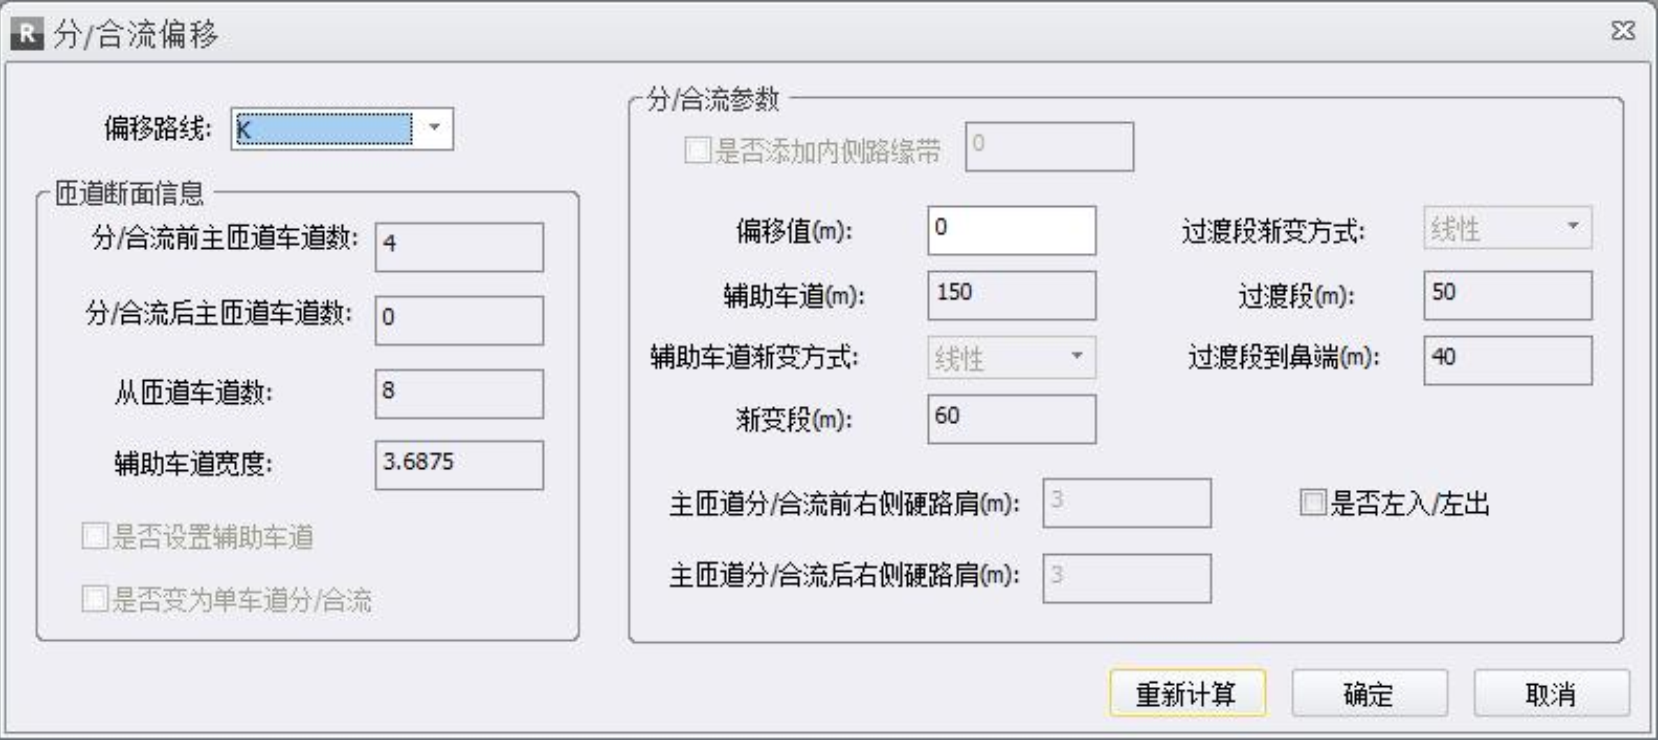 R 分/合流偏移
偏移路线: K
匝道断面信息
分/合流前主匝道车道数: 4
分/合流后主匝道车道数: 0
从匝道车道数: 8
辅助车道宽度: 3.6875
是否设置辅助车道
是否变为单车道分/合流
分/合流参数
是否添加内侧路缘带 0
偏移值(m): 0 过渡段渐变方式: 线性
辅助车道(m): 150 过渡段(m): 50
辅助车道渐变方式: 线性 过渡段到鼻端(m): 40
渐变段(m): 60
主匝道分/合流前右侧硬路肩(m): 3 是否左入/左出
主匝道分/合流后右侧硬路肩(m): 3
重新计算 确定 取消